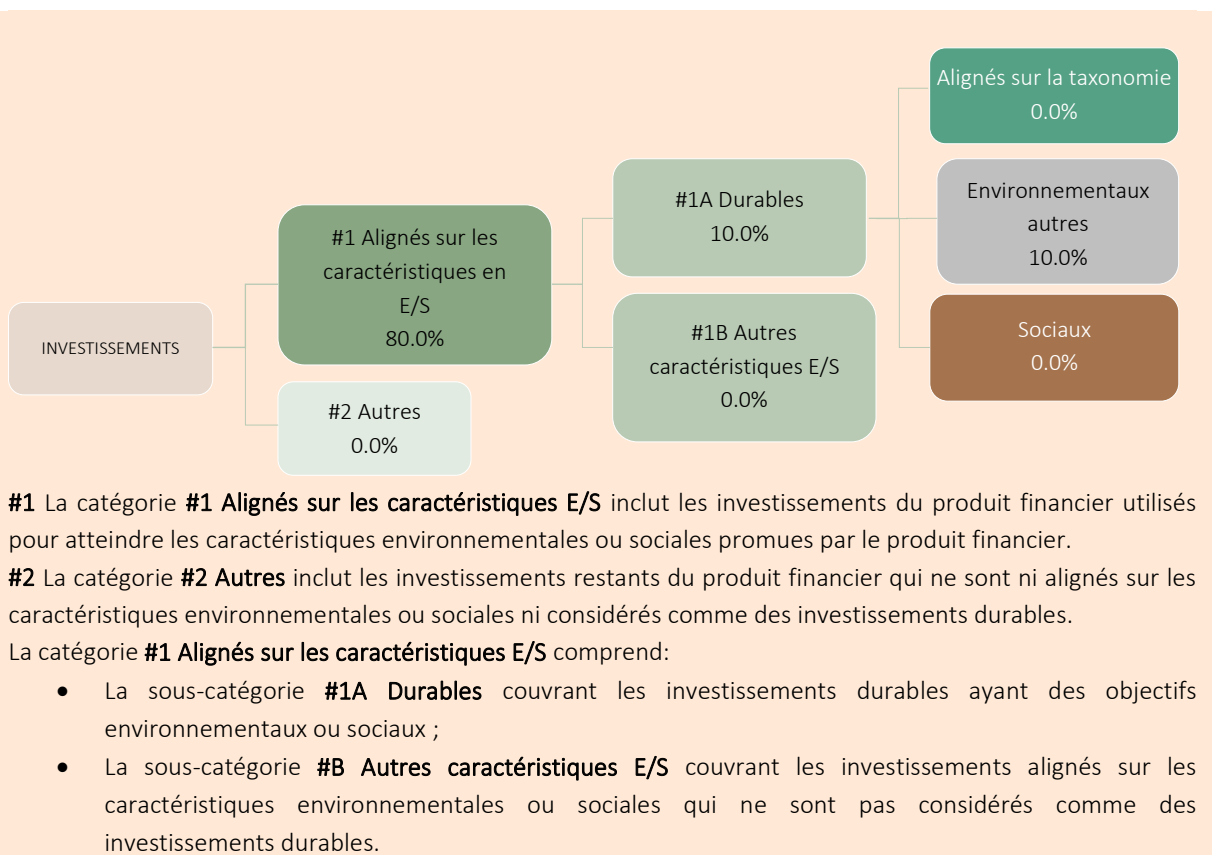 Alignés sur la taxonomie
0.0%
#1A Durables
10.0%
Environnementaux
autres
10.0%
#1 Alignés sur les
caractéristiques en
E/S
80.0%
#1B Autres
caractéristiques E/S
0.0%
Sociaux
0.0%
INVESTISSEMENTS
#2 Autres
0.0%
#1 La catégorie #1 Alignés sur les caractéristiques E/S inclut les investissements du produit financier utilisés
pour atteindre les caractéristiques environnementales ou sociales promues par le produit financier.
#2 La catégorie #2 Autres inclut les investissements restants du produit financier qui ne sont ni alignés sur les
caractéristiques environnementales ou sociales ni considérés comme des investissements durables.
La catégorie #1 Alignés sur les caractéristiques E/S comprend:
• La sous-catégorie #1A Durables couvrant les investissements durables ayant des objectifs
environnementaux ou sociaux ;
• La sous-catégorie #B Autres caractéristiques E/S couvrant les investissements alignés sur les
caractéristiques environnementales ou sociales qui ne sont pas considérés comme des
investissements durables.